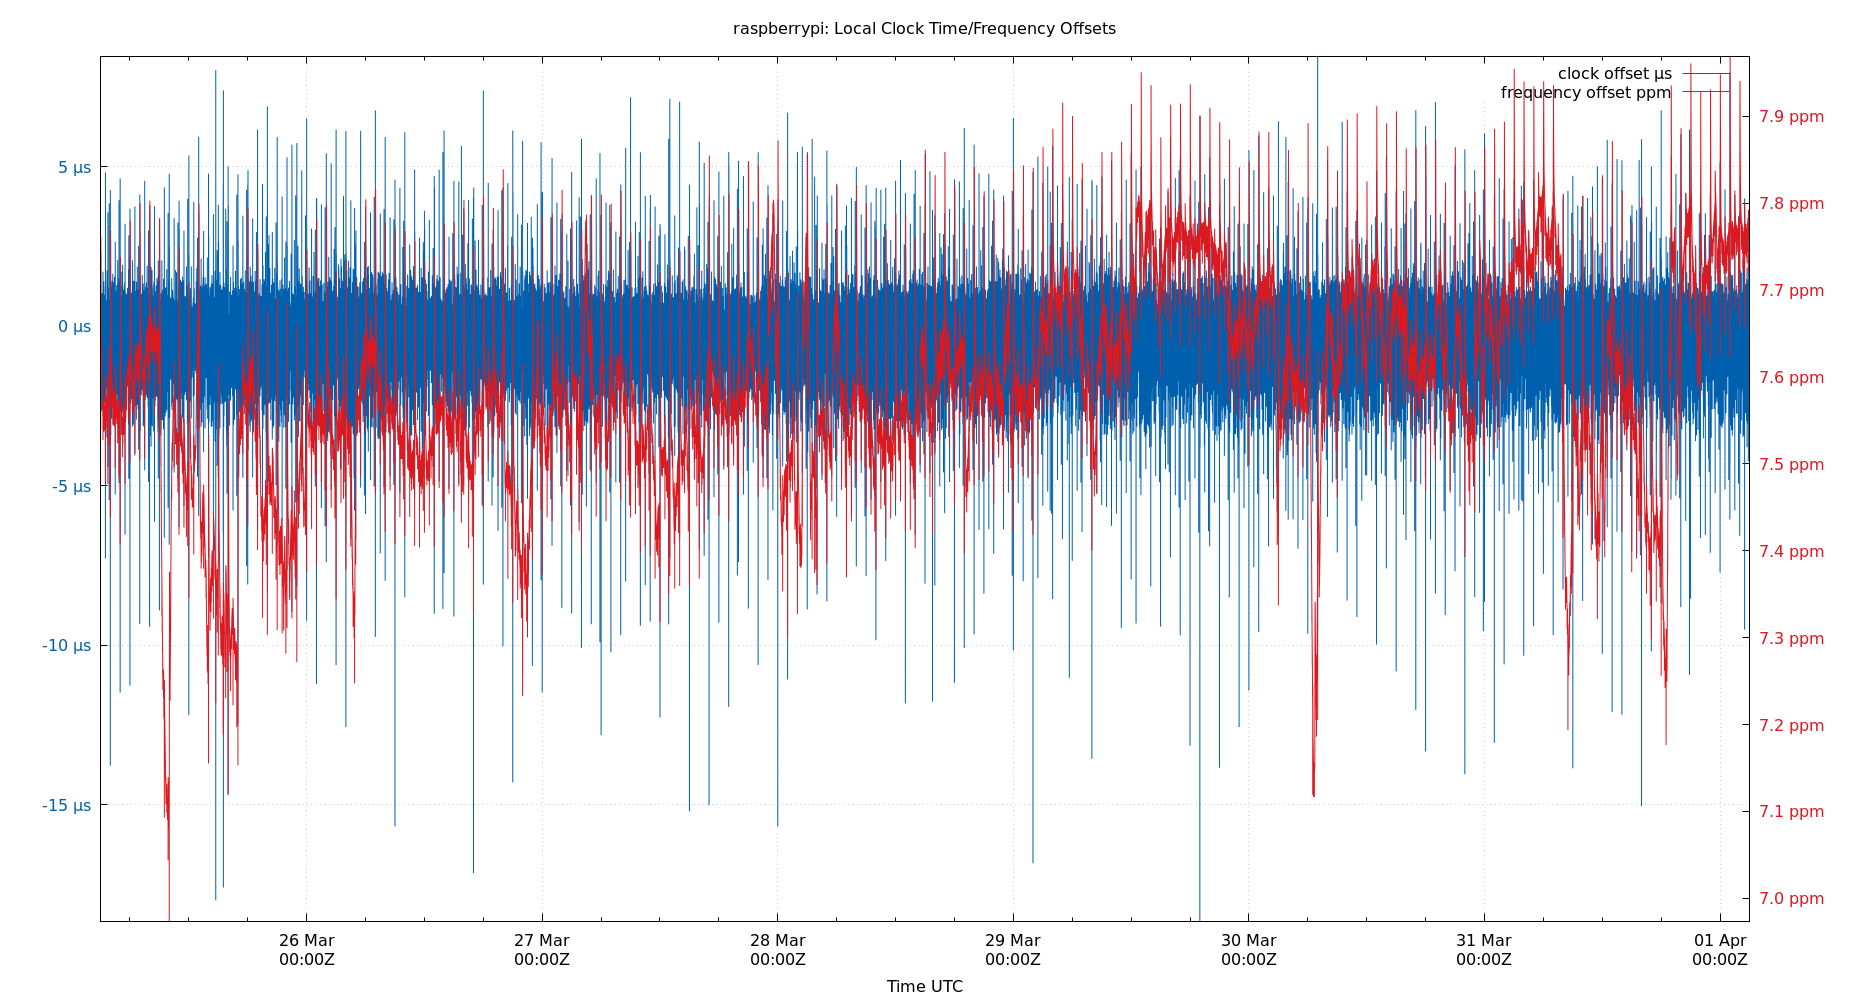 raspberrypi: Local Clock Time/Frequency Offsets
clock offset µs
frequency offset ppm
5 µs
0 µs
-5 µs
-10 µs
-15 µs
7.9 ppm
7.8 ppm
7.7 ppm
7.6 ppm
7.5 ppm
7.4 ppm
7.3 ppm
7.2 ppm
7.1 ppm
7.0 ppm
26 Mar
00:00Z
27 Mar
00:00Z
28 Mar
00:00Z
29 Mar
00:00Z
30 Mar
00:00Z
31 Mar
00:00Z
01 Apr
00:00Z
Time UTC